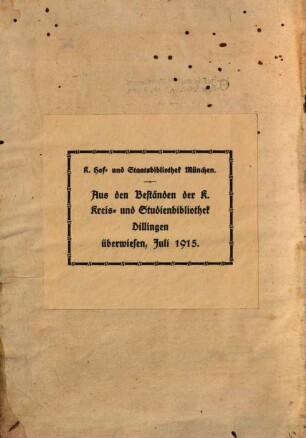 K. Hof- und Staatsbibliothek München.
Aus den Beständen der K.
Kreis- und Studienbibliothek
Dillingen
überwiesen, Juli 1915.